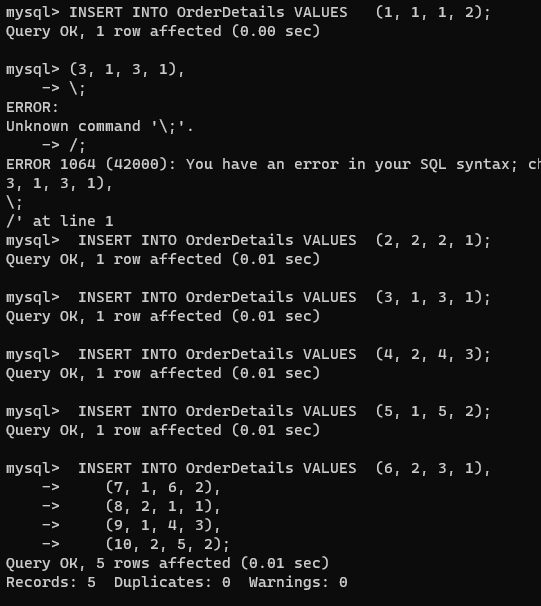 mysql> INSERT INTO OrderDetails VALUES   (1, 1, 1, 2);
Query OK, 1 row affected (0.00 sec)
mysql> (3, 1, 3, 1),
    -> \;
ERROR:
Unknown command '\;'.
    -> /;
ERROR 1064 (42000): You have an error in your SQL syntax; ch
3, 1, 3, 1),
\;
/' at line 1
mysql>  INSERT INTO OrderDetails VALUES  (2, 2, 2, 1);
Query OK, 1 row affected (0.01 sec)
mysql>  INSERT INTO OrderDetails VALUES  (3, 1, 3, 1);
Query OK, 1 row affected (0.01 sec)
mysql>  INSERT INTO OrderDetails VALUES  (4, 2, 4, 3);
Query OK, 1 row affected (0.01 sec)
mysql>  INSERT INTO OrderDetails VALUES  (5, 1, 5, 2);
Query OK, 1 row affected (0.01 sec)
mysql>  INSERT INTO OrderDetails VALUES  (6, 2, 3, 1),
    ->     (7, 1, 6, 2),
    ->     (8, 2, 1, 1),
    ->     (9, 1, 4, 3),
    ->     (10, 2, 5, 2);
Query OK, 5 rows affected (0.01 sec)
Records: 5  Duplicates: 0  Warnings: 0